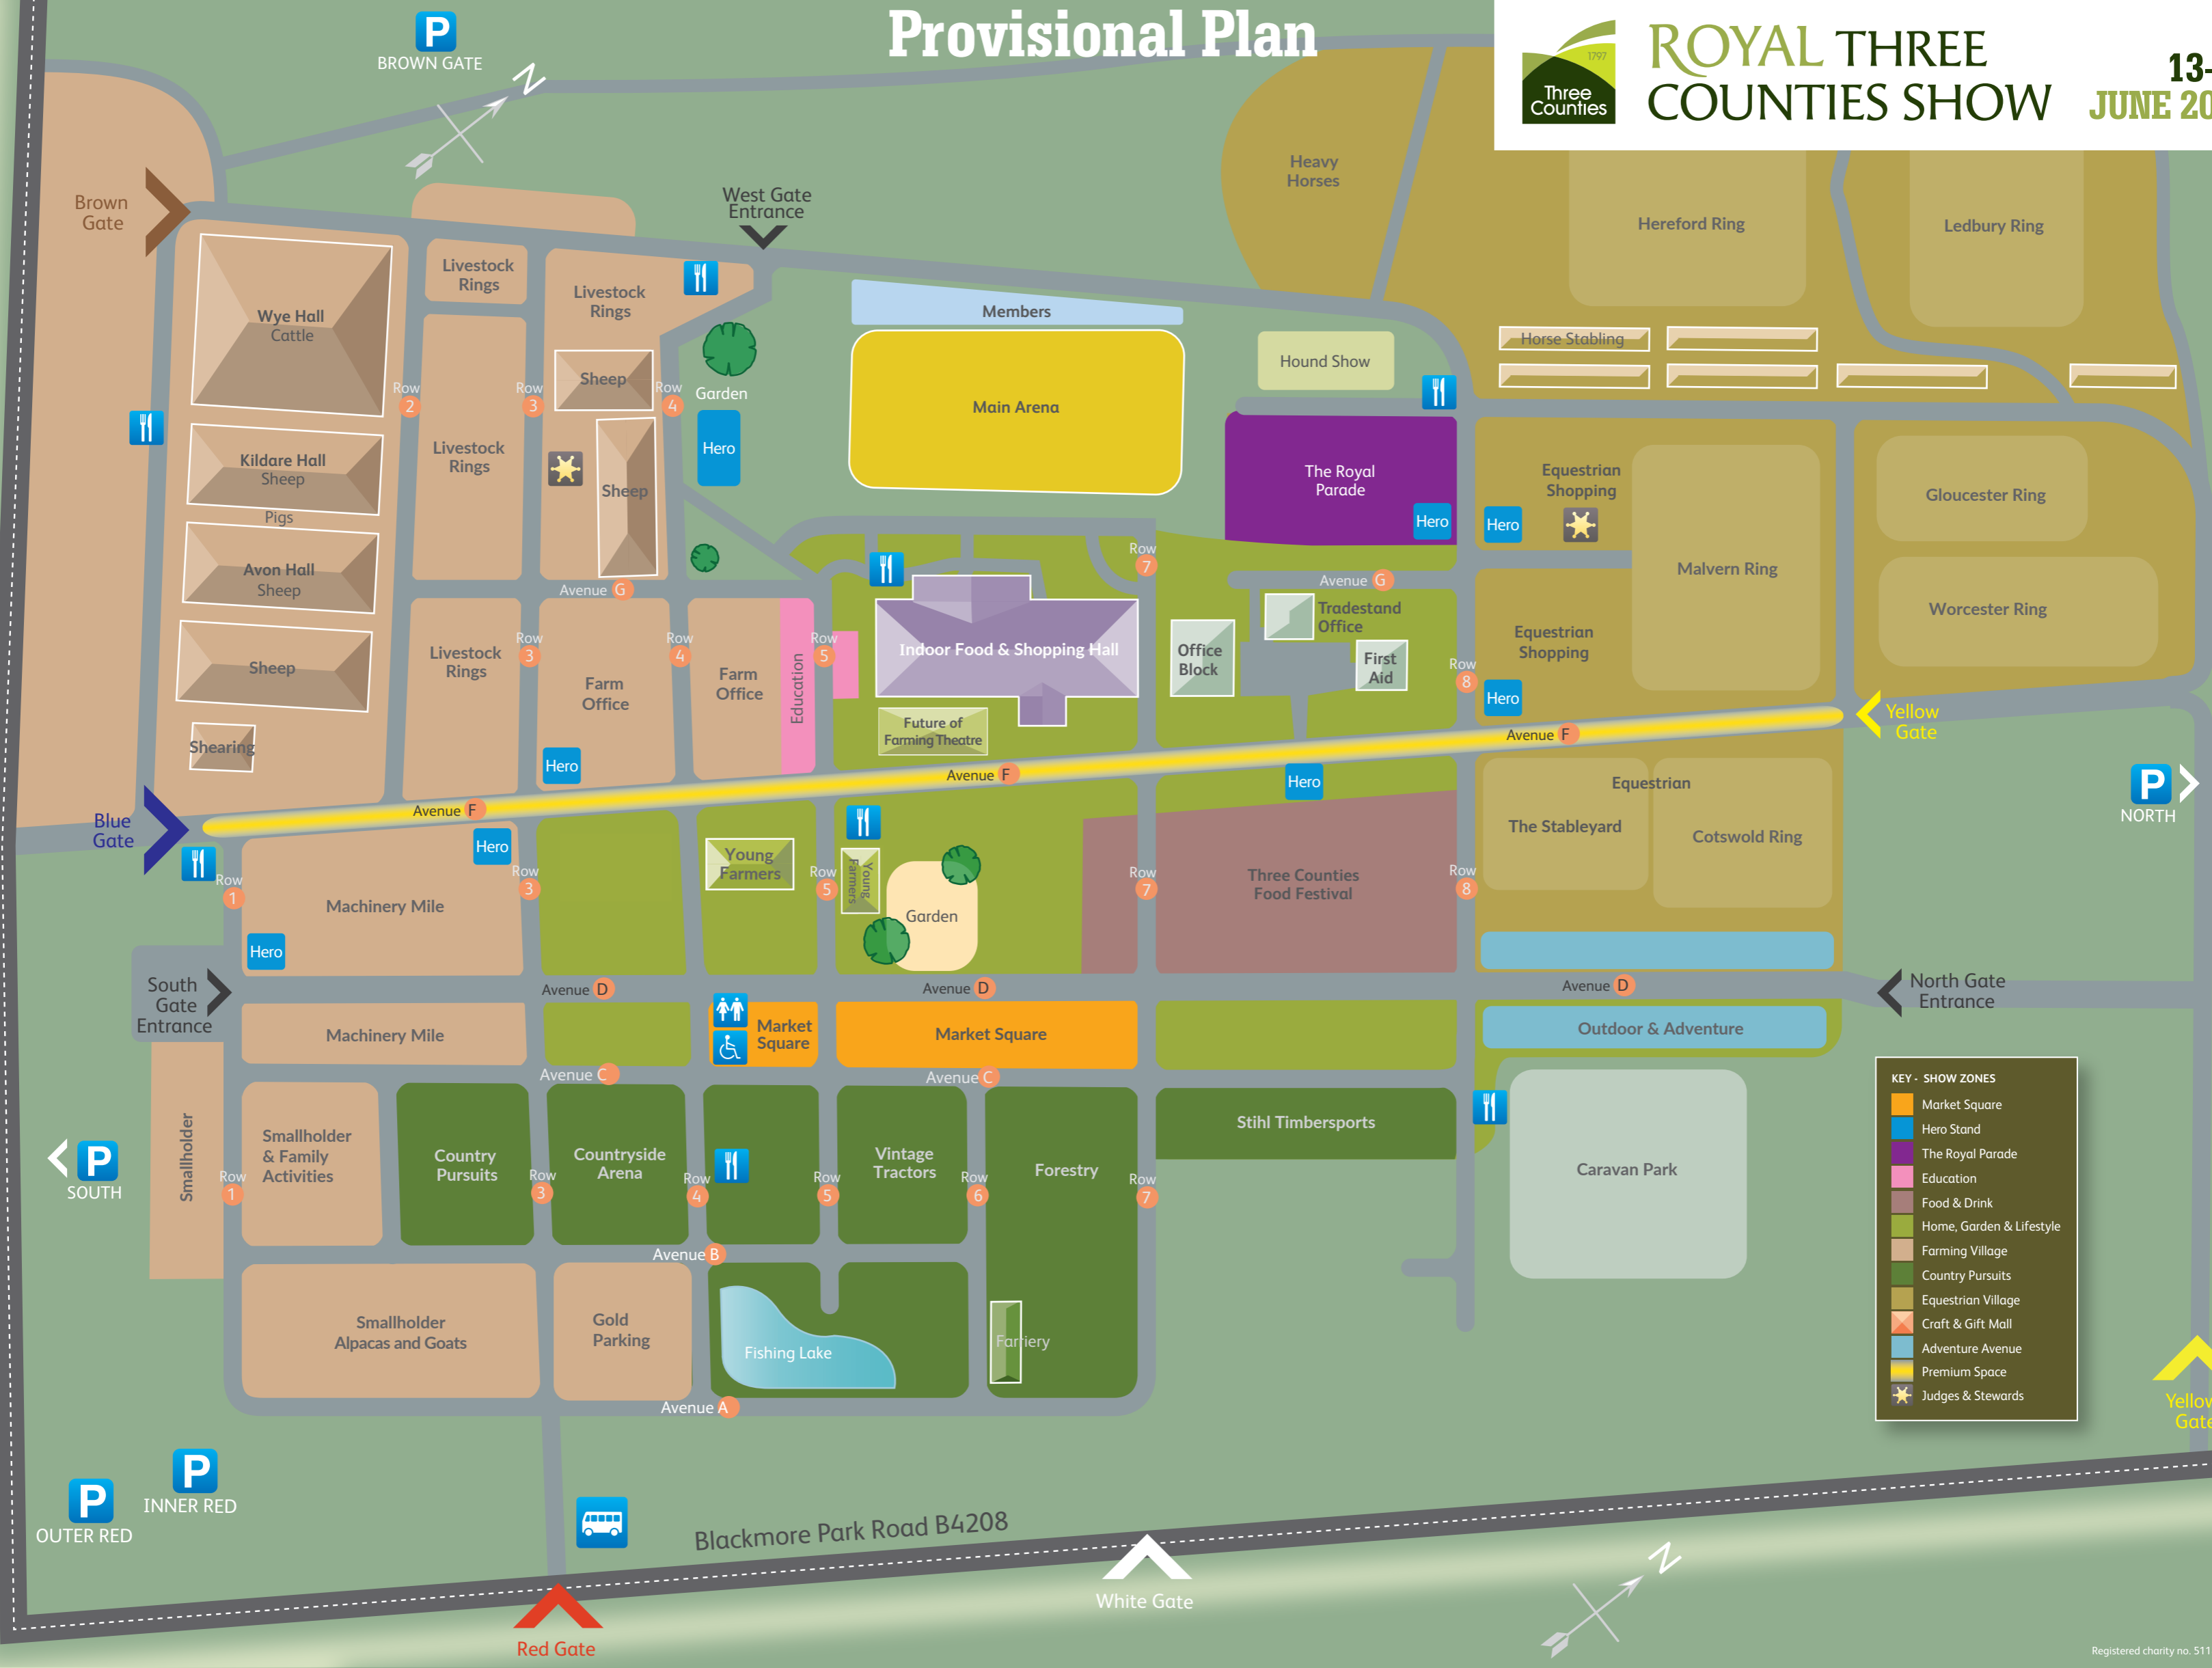 Provisional Plan
1797
Three
Counties
ROYAL THREE
COUNTIES SHOW
13-
JUNE 20
P
BROWN GATE
N
Brown
Gate
West Gate
Entrance
Heavy
Horses
Hereford Ring
Ledbury Ring
Livestock
Rings
Livestock
Rings
Wye Hall
Cattle
Members
Horse Stabling
Hound Show
Sheep
Row
2
Row
3
Row
4
Garden
Main Arena
Livestock
Rings
Hero
Kildare Hall
Sheep
Sheep
Pigs
The Royal
Parade
Hero
Equestrian
Shopping
Hero
Gloucester Ring
Malvern Ring
Avon Hall
Sheep
Avenue G
Row
7
Avenue G
Tradestand
Office
Worcester Ring
Livestock
Rings
Row
3
Row
4
Row
5
Farm
Office
Farm
Office
Education
Indoor Food & Shopping Hall
Office
Block
First
Aid
Row
8
Equestrian
Shopping
Hero
Sheep
Shearing
Future of
Farming Theatre
Yellow
Gate
Hero
Avenue F
Avenue F
Avenue F
Hero
Blue
Gate
Hero
Row
1
Row
3
Machinery Mile
Hero
Young
Farmers
Row
5
Young
Farmers
Garden
Row
7
Three Counties
Food Festival
Row
8
Equestrian
The Stableyard
Cotswold Ring
P
NORTH
South
Gate
Entrance
Avenue D
Avenue D
Avenue D
North Gate
Entrance
Machinery Mile
Market
Square
Market Square
Outdoor & Adventure
Avenue C
Avenue C
Smallholder
Smallholder
& Family
Activities
Country
Pursuits
Countryside
Arena
Vintage
Tractors
Forestry
Stihl Timbersports
Caravan Park
P
SOUTH
Row
1
Row
3
Row
4
Row
5
Row
6
Row
7
Avenue B
Smallholder
Alpacas and Goats
Gold
Parking
Fishing Lake
Farriery
Avenue A
KEY - SHOW ZONES
Market Square
Hero Stand
The Royal Parade
Education
Food & Drink
Home, Garden & Lifestyle
Farming Village
Country Pursuits
Equestrian Village
Craft & Gift Mall
Adventure Avenue
Premium Space
Judges & Stewards
Yellow
Gate
P
INNER RED
P
OUTER RED
Blackmore Park Road B4208
Red Gate
White Gate
N
Registered charity no. 511